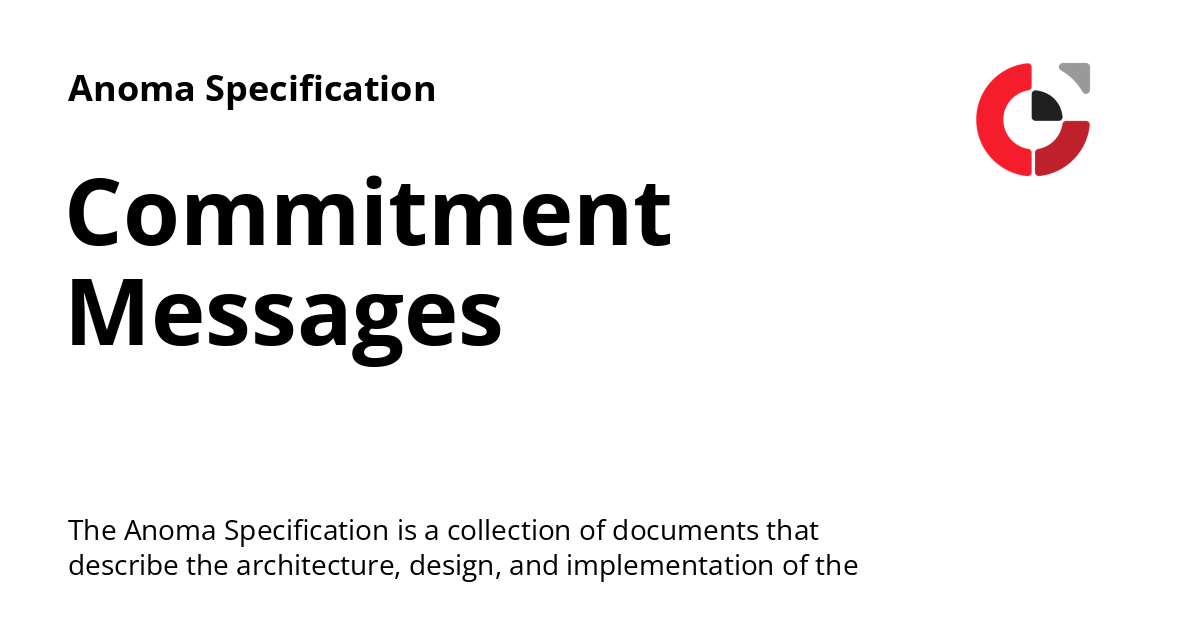 Anoma Specification
Commitment
Messages
The Anoma Specification is a collection of documents that
describe the architecture, design, and implementation of the